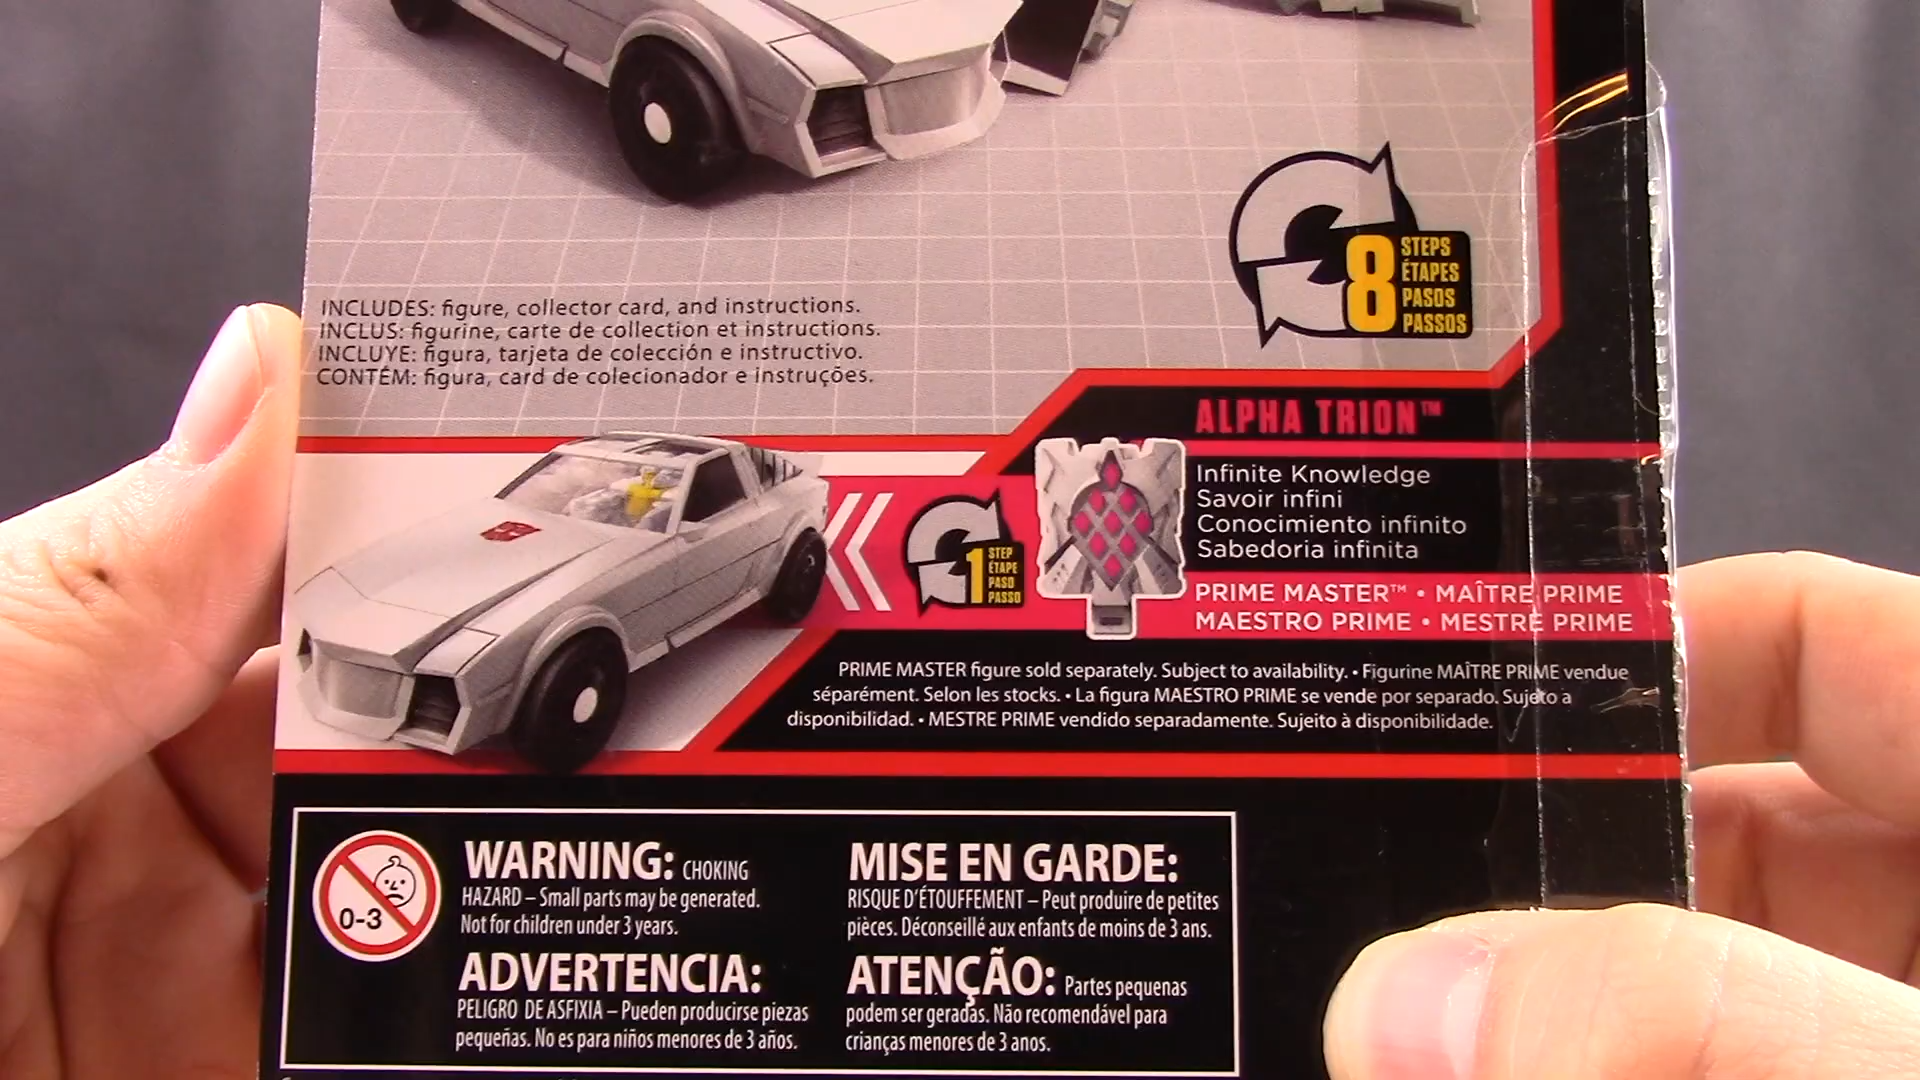 8 STEPS
ÉTAPES
PASOS
PASSOS
INCLUDES: figure, collector card, and instructions.
INCLUS: figurine, carte de collection et instructions.
INCLUYE: figura, tarjeta de colección e instructivo.
CONTÉM: figura, card de colecionador e instruções.
ALPHA TRION™
Infinite Knowledge
Savoir infini
Conocimiento infinito
Sabedoria infinita
1 STEP
ÉTAPE
PASO
PASSO
PRIME MASTER™ • MAÎTRE PRIME
MAESTRO PRIME • MESTRE PRIME
PRIME MASTER figure sold separately. Subject to availability. • Figurine MAÎTRE PRIME vendue
séparément. Selon les stocks. • La figura MAESTRO PRIME se vende por separado. Sujeto a
disponibilidad. • MESTRE PRIME vendido separadamente. Sujeito à disponibilidade.
0-3
WARNING: CHOKING
HAZARD – Small parts may be generated.
Not for children under 3 years.
MISE EN GARDE:
RISQUE D'ÉTOUFFEMENT – Peut produire de petites
pièces. Déconseillé aux enfants de moins de 3 ans.
ADVERTENCIA:
PELIGRO DE ASFIXIA – Pueden producirse piezas
pequeñas. No es para niños menores de 3 años.
ATENÇÃO: Partes pequenas
podem ser geradas. Não recomendável para
crianças menores de 3 anos.